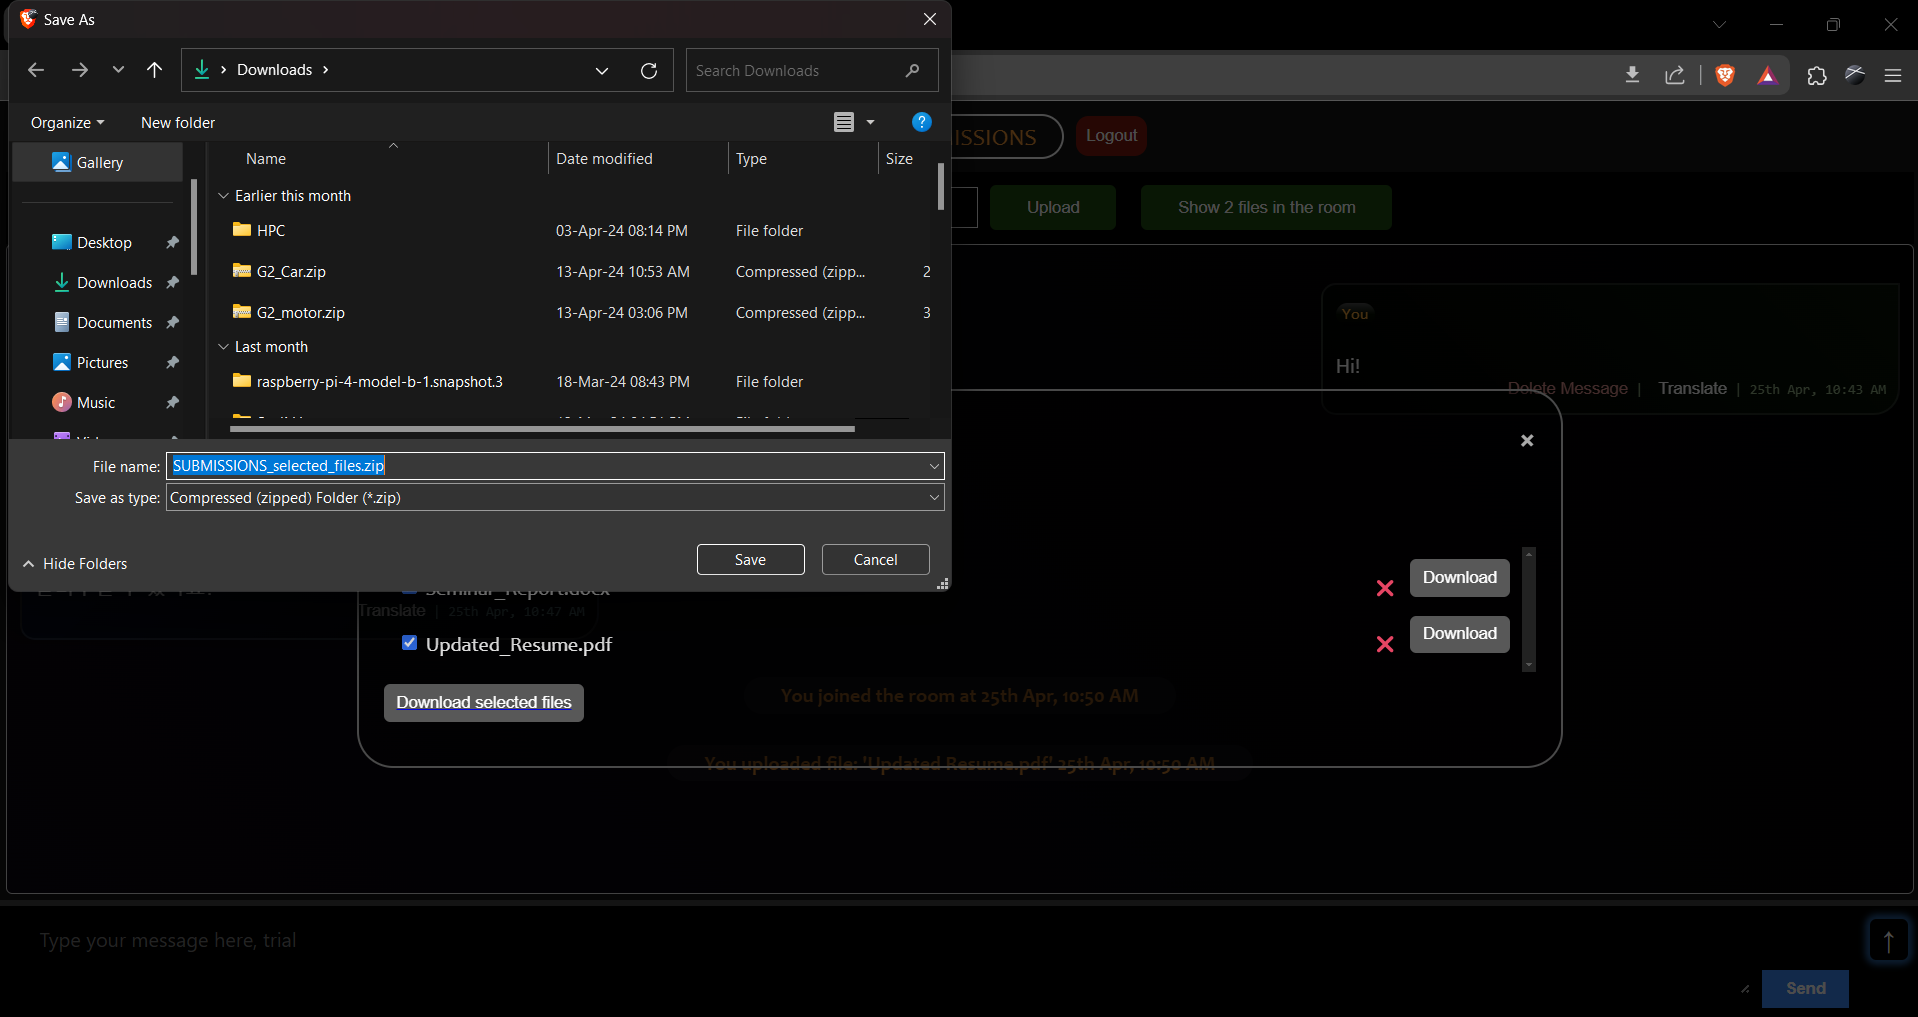 Save As
Downloads
Search Downloads
Organize
New folder
Gallery
Name
Date modified
Type
Size
Earlier this month
HPC
03-Apr-24 08:14 PM
File folder
Desktop
G2_Car.zip
13-Apr-24 10:53 AM
Compressed (zipp...
2
Downloads
G2_motor.zip
13-Apr-24 03:06 PM
Compressed (zipp...
3
Documents
Last month
Pictures
raspberry-pi-4-model-b-1.snapshot.3
18-Mar-24 08:43 PM
File folder
Music
File name:
SUBMISSIONS_selected_files.zip
Save as type:
Compressed (zipped) Folder (*.zip)
Hide Folders
Save
Cancel
ISSIONS
Logout
Upload
Show 2 files in the room
You
Hi!
Delete Message | Translate | 25th Apr, 10:43 AM
×
Seminar_Report.docx
Download
Translate | 25th Apr, 10:47 AM
Updated_Resume.pdf
Download
Download selected files
You joined the room at 25th Apr, 10:50 AM
You uploaded file: 'Updated Resume.pdf' 25th Apr, 10:50 AM
Type your message here, trial
Send